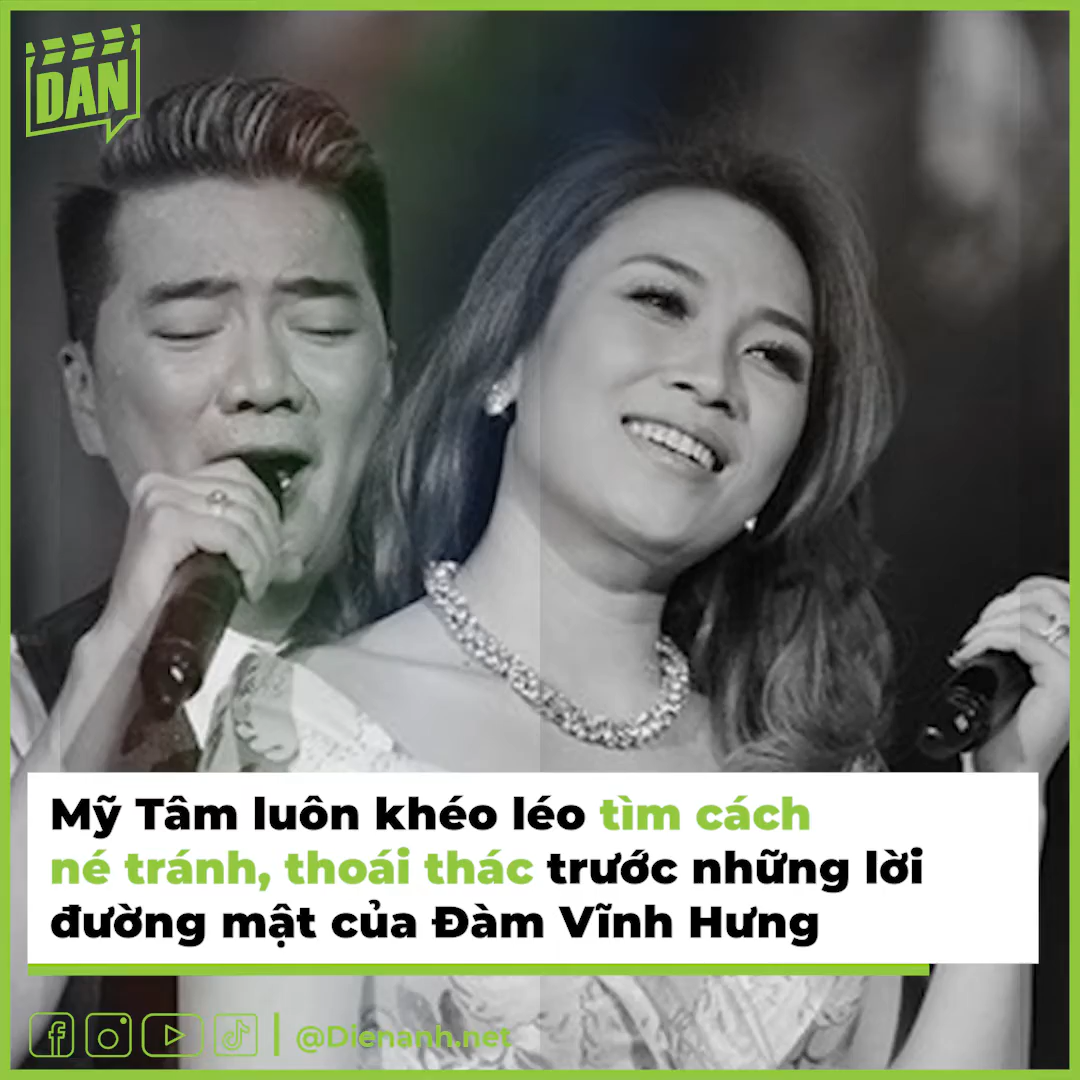 DAN
Mỹ Tâm luôn khéo léo tìm cách
né tránh, thoái thác trước những lời
đường mật của Đàm Vĩnh Hưng
@Dienanh.net